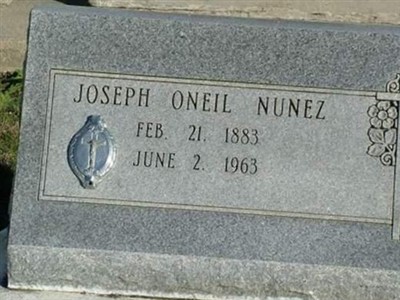 JOSEPH ONEIL NUNEZ
FEB. 21. 1883
JUNE 2. 1963